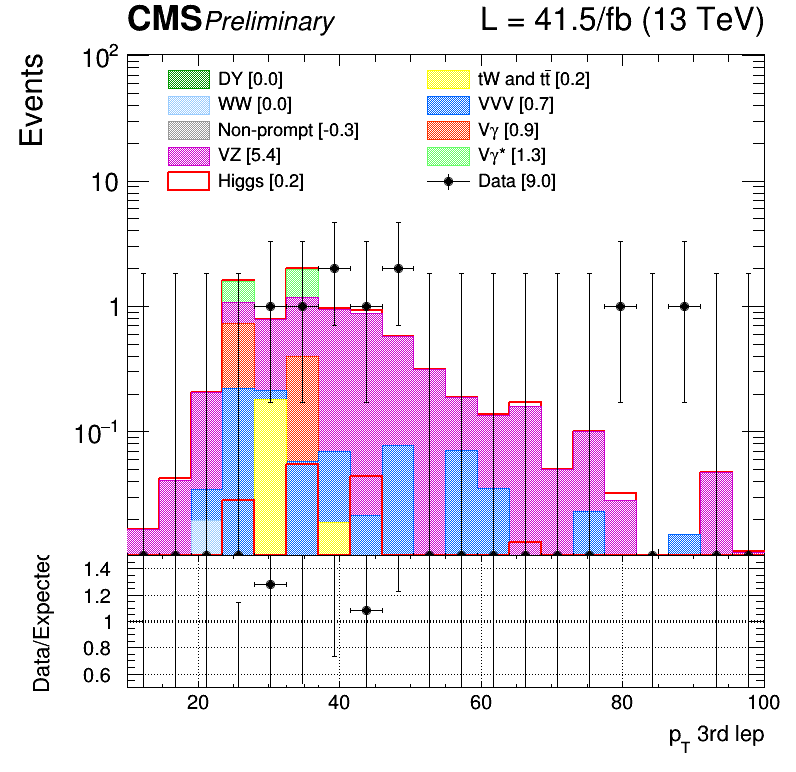 CMS Preliminary L = 41.5/fb (13 TeV)
Events
10²
10
1
10⁻¹
DY [0.0]
WW [0.0]
Non-prompt [-0.3]
VZ [5.4]
Higgs [0.2]
tW and tt̄ [0.2]
VVV [0.7]
Vγ [0.9]
Vγ* [1.3]
Data [9.0]
Data/Expected
1.4
1.2
1
0.8
0.6
20 40 60 80 100
p_T 3rd lep